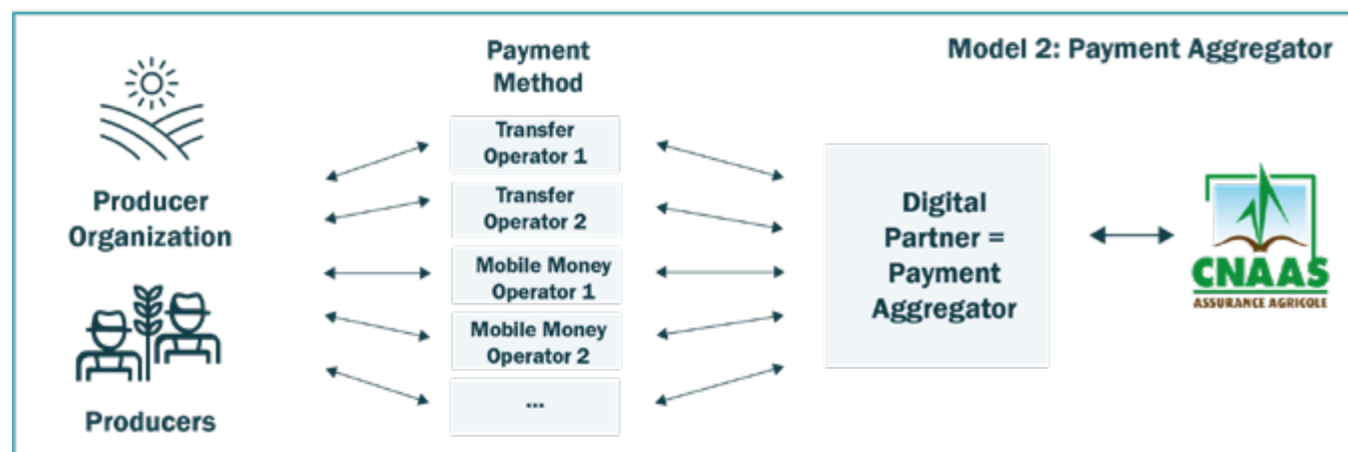 Model 2: Payment Aggregator
Payment
Method
Producer
Organization
Producers
Transfer
Operator 1
Transfer
Operator 2
Mobile Money
Operator 1
Mobile Money
Operator 2
...
Digital
Partner =
Payment
Aggregator
CNAAS
ASSURANCE AGRICOLE